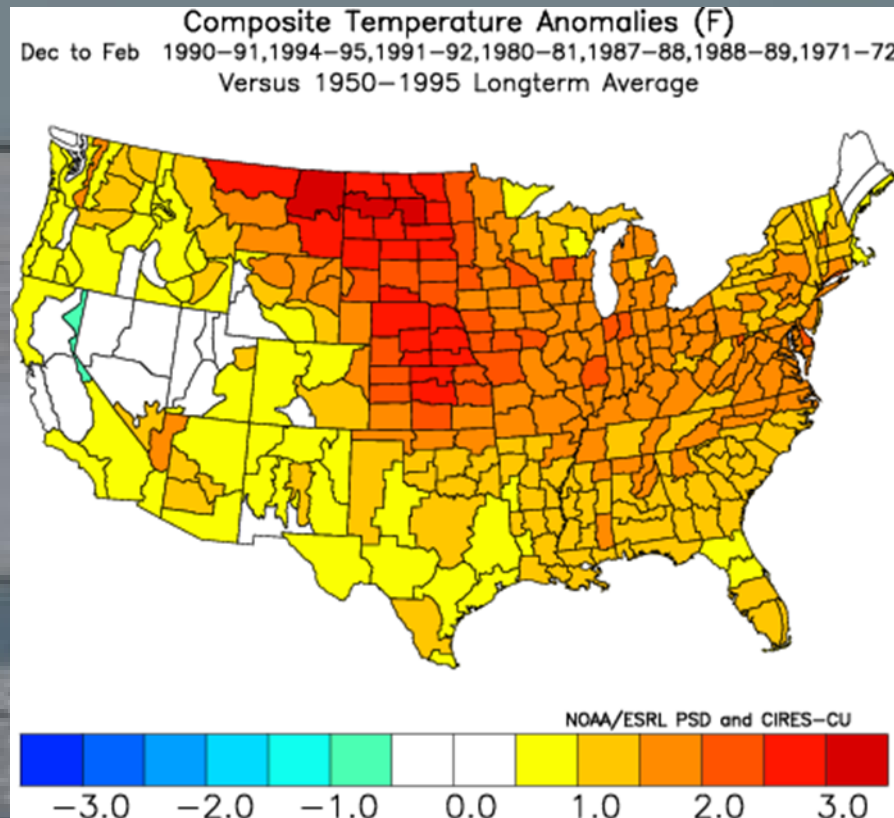 Composite Temperature Anomalies (F)
Dec to Feb 1990-91,1994-95,1991-92,1980-81,1987-88,1988-89,1971-72
Versus 1950-1995 Longterm Average
NOAA/ESRL PSD and CIRES-CU
-3.0 -2.0 -1.0 0.0 1.0 2.0 3.0